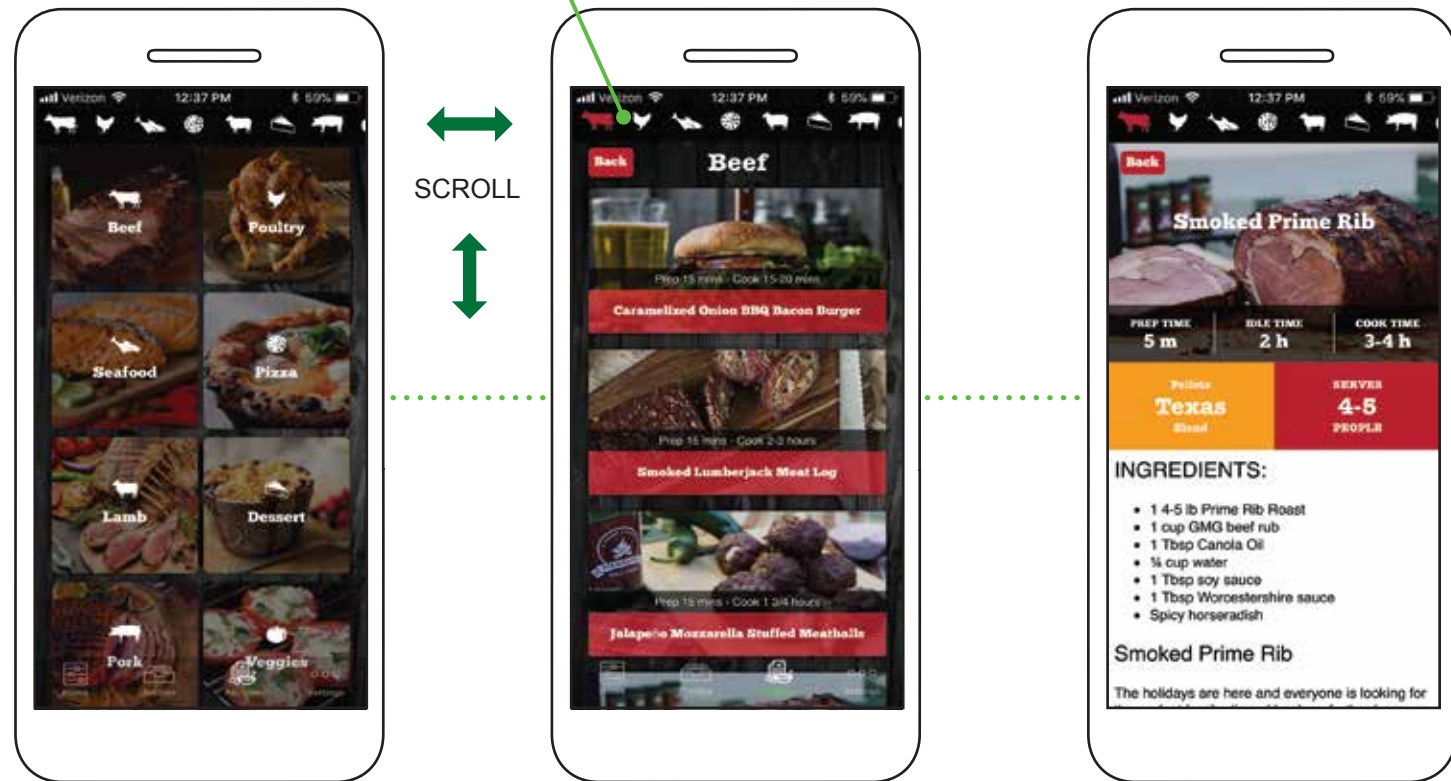 Verizon 12:37 PM 59%
Beef
Poultry
Seafood
Pizza
Lamb
Dessert
Pork
Veggies
SCROLL
Verizon 12:37 PM 59%
Back
Beef
Prep 15 mins - Cook 15-20 mins
Caramelized Onion BBQ Bacon Burger
Prep 15 mins - Cook 2-3 hours
Smoked Lumberjack Meat Log
Prep 15 mins - Cook 1 3/4 hours
Jalapeño Mozzarella Stuffed Meatballs
Verizon 12:37 PM 59%
Back
Smoked Prime Rib
PREP TIME
5 m
IDLE TIME
2 h
COOK TIME
3-4 h
Pellets
Texas
Blend
SERVES
4-5
PEOPLE
INGREDIENTS:
• 1 4-5 lb Prime Rib Roast
• 1 cup GMG beef rub
• 1 Tbsp Canola Oil
• ¼ cup water
• 1 Tbsp soy sauce
• 1 Tbsp Worcestershire sauce
• Spicy horseradish
Smoked Prime Rib
The holidays are here and everyone is looking for